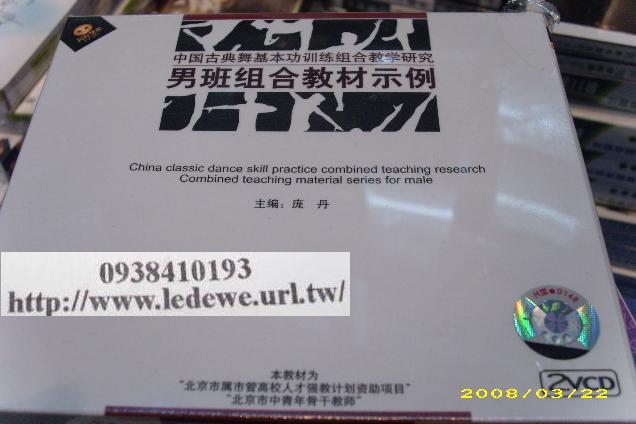 中国古典舞基本功训练组合教学研究
男班组合教材示例
China classic dance skill practice combined teaching research
Combined teaching material series for male
主编：庞 丹
0938410193
http://www.ledewe.url.tw/
本教材为
"北京市属市管高校人才强教计划资助项目"
"北京市中青年骨干教师"
2VCD
2008/03/22